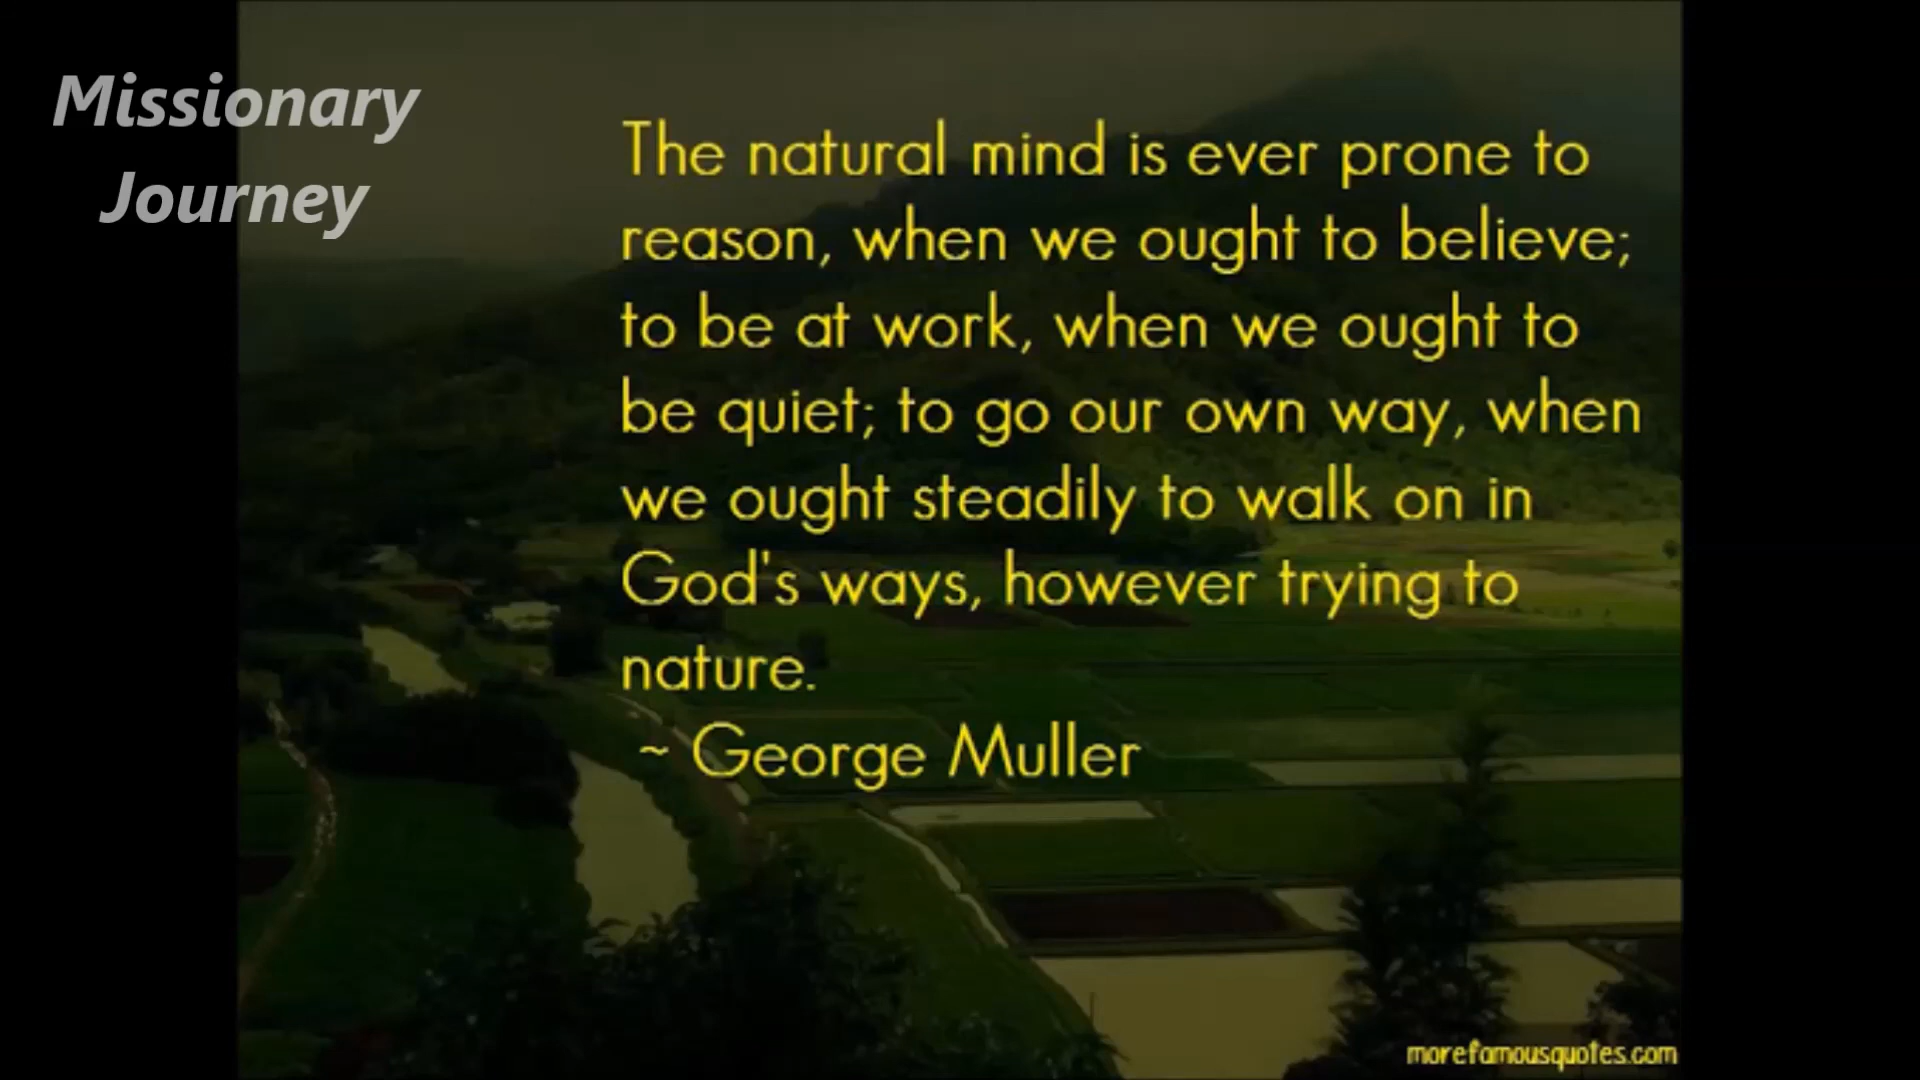 Missionary
Journey
The natural mind is ever prone to
reason, when we ought to believe;
to be at work, when we ought to
be quiet; to go our own way, when
we ought steadily to walk on in
God's ways, however trying to
nature.
~ George Muller
morefamousquotes.com